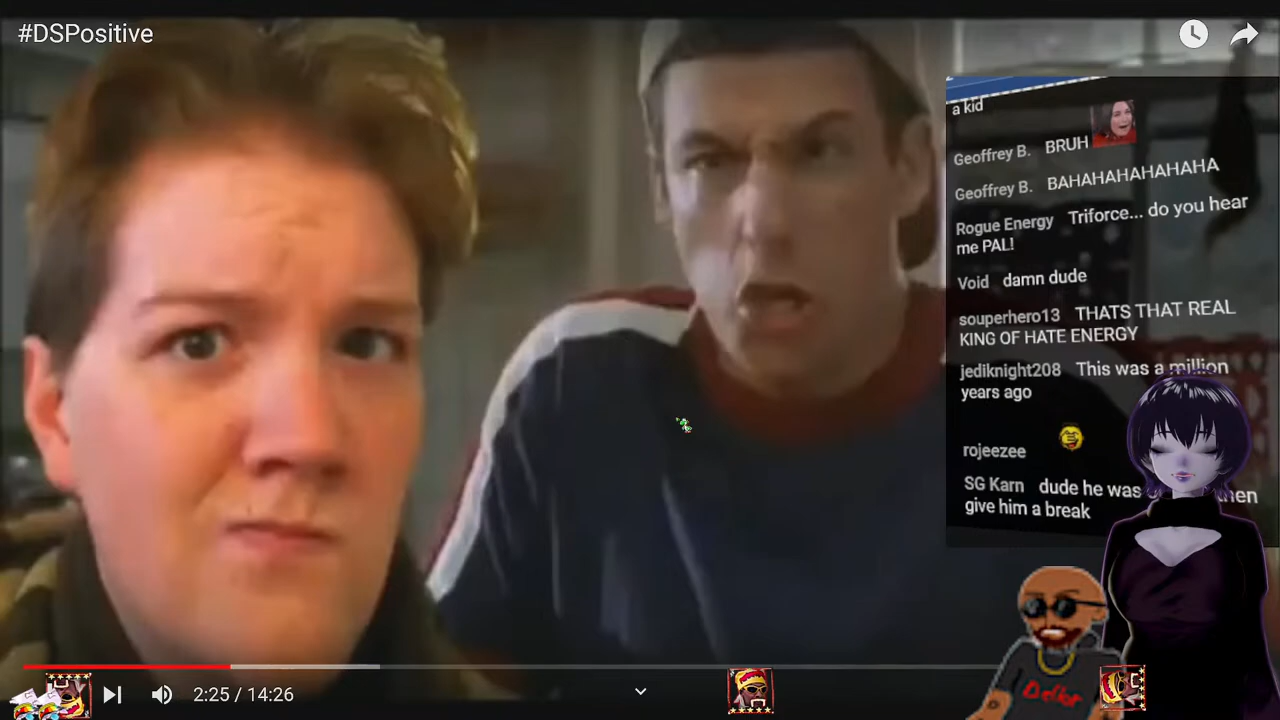 #DSPositive
a kid
Geoffrey B. BRUH
Geoffrey B. BAHAHAHAHAHAHA
Rogue Energy Triforce... do you hear
me PAL!
Void damn dude
souperhero13 THATS THAT REAL
KING OF HATE ENERGY
jediknight208 This was a million
years ago
rojeezee
SG Karn dude he was
give him a break
2:25 / 14:26